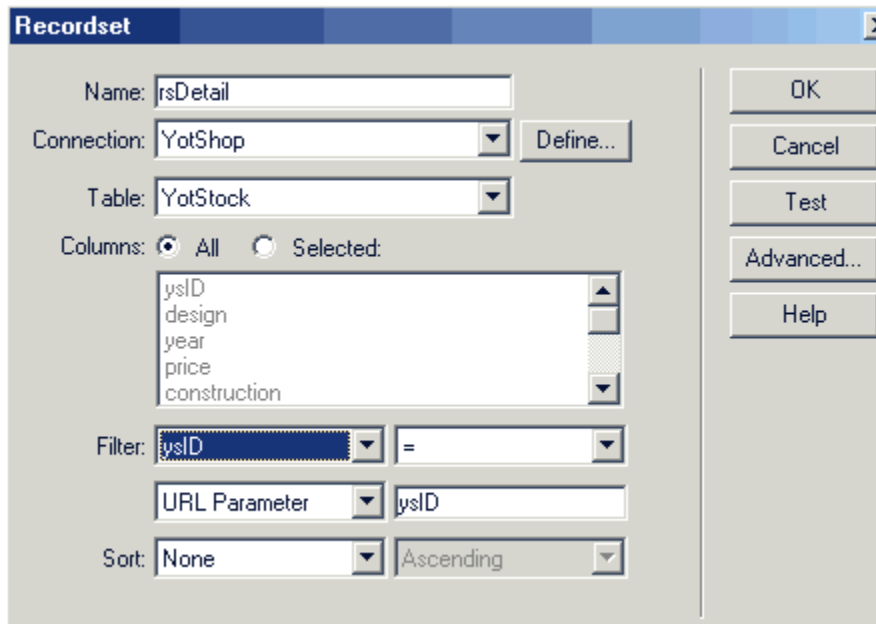 Recordset
Name: rsDetail
OK
Connection: YotShop Define...
Cancel
Table: YotStock
Test
Columns: All Selected:
Advanced...
ysID
design
year
price
construction
Help
Filter: ysID =
URL Parameter ysID
Sort: None Ascending